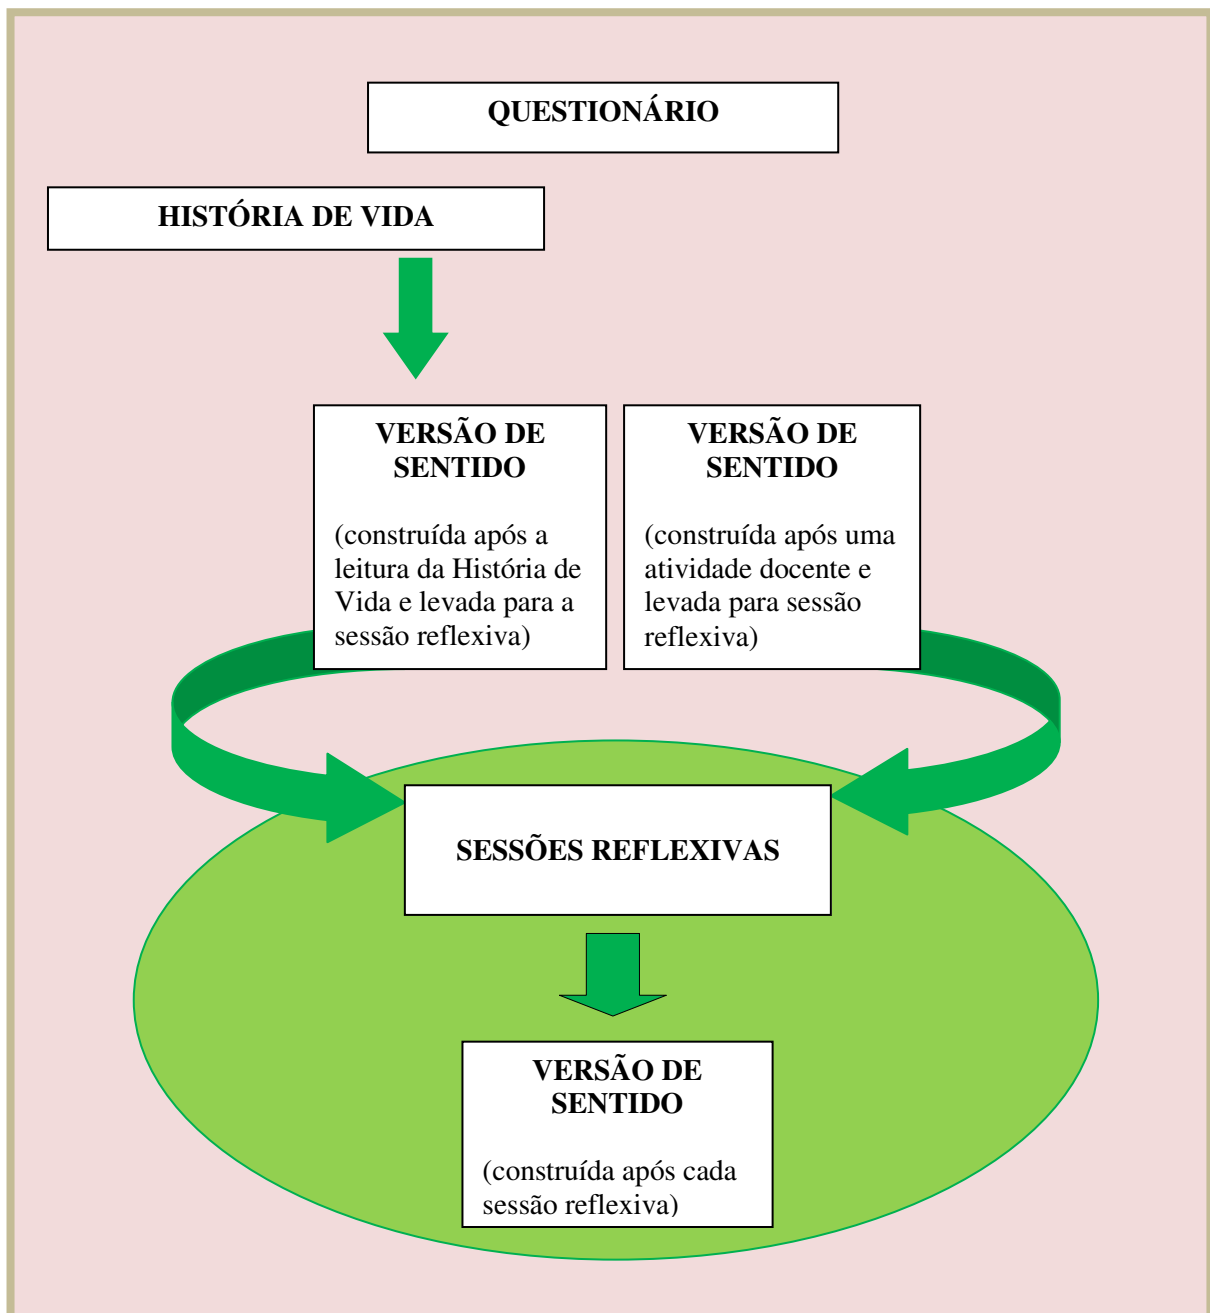 QUESTIONÁRIO
HISTÓRIA DE VIDA
VERSÃO DE
SENTIDO
(construída após a
leitura da História de
Vida e levada para a
sessão reflexiva)
VERSÃO DE
SENTIDO
(construída após uma
atividade docente e
levada para sessão
reflexiva)
SESSÕES REFLEXIVAS
VERSÃO DE
SENTIDO
(construída após cada
sessão reflexiva)